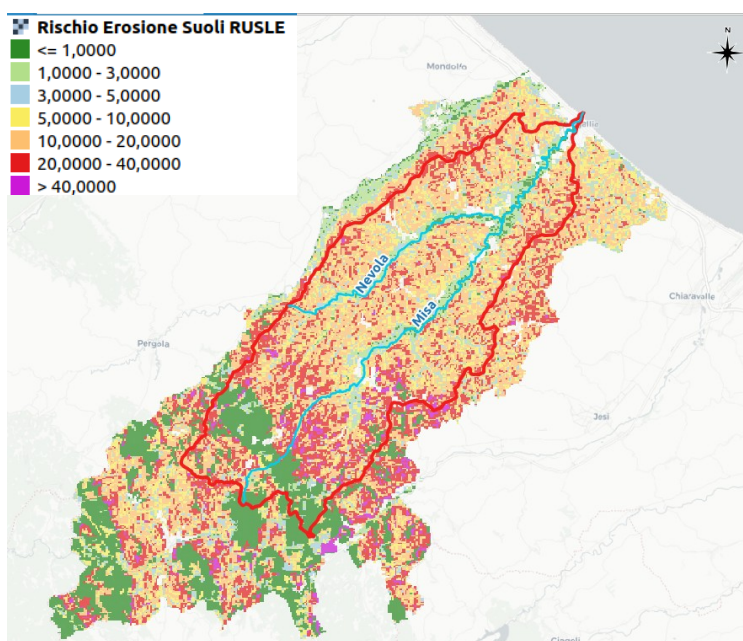 Rischio Erosione Suoli RUSLE
<= 1,0000
1,0000 - 3,0000
3,0000 - 5,0000
5,0000 - 10,0000
10,0000 - 20,0000
20,0000 - 40,0000
> 40,0000
N
Mondolfo
Nevola
Misa
Chiaravalle
Pergola
Jesi
Cingoli